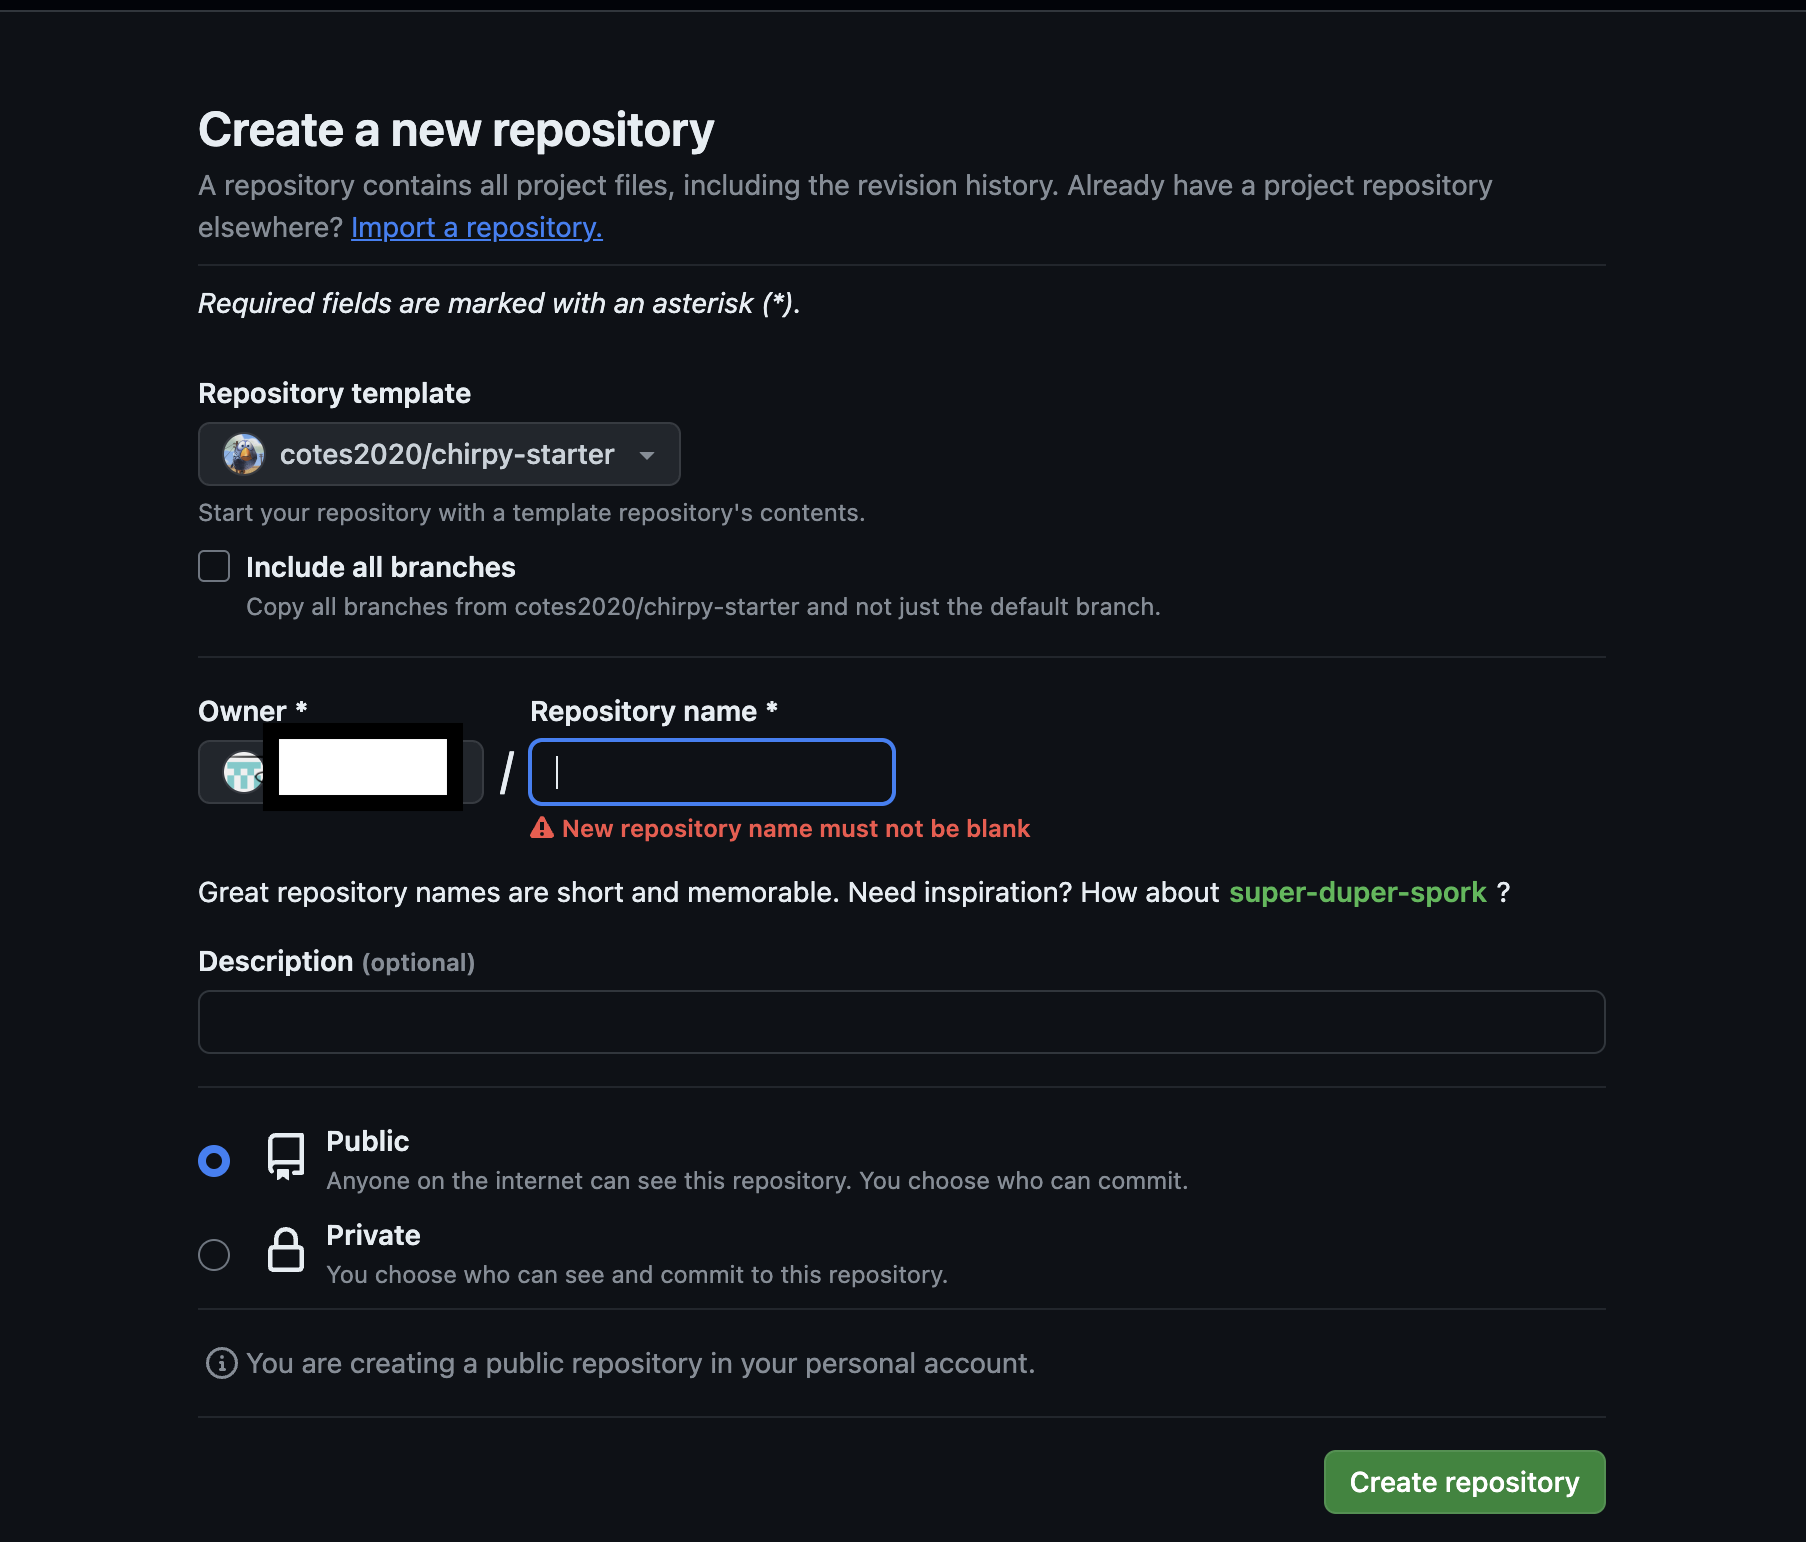 Create a new repository
A repository contains all project files, including the revision history. Already have a project repository
elsewhere? Import a repository.
Required fields are marked with an asterisk (*).
Repository template
cotes2020/chirpy-starter
Start your repository with a template repository's contents.
Include all branches
Copy all branches from cotes2020/chirpy-starter and not just the default branch.
Owner *
Repository name *
/
New repository name must not be blank
Great repository names are short and memorable. Need inspiration? How about super-duper-spork ?
Description (optional)
Public
Anyone on the internet can see this repository. You choose who can commit.
Private
You choose who can see and commit to this repository.
You are creating a public repository in your personal account.
Create repository